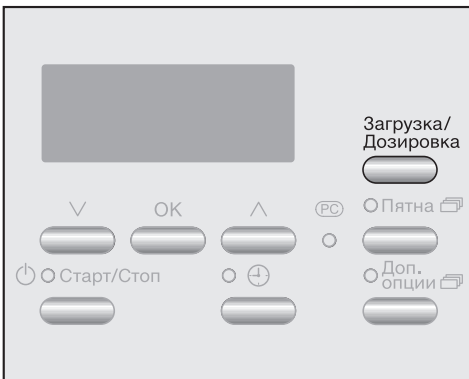 Загрузка/
Дозировка
OK
PC
Пятна
Старт/Стоп
Доп.
опции